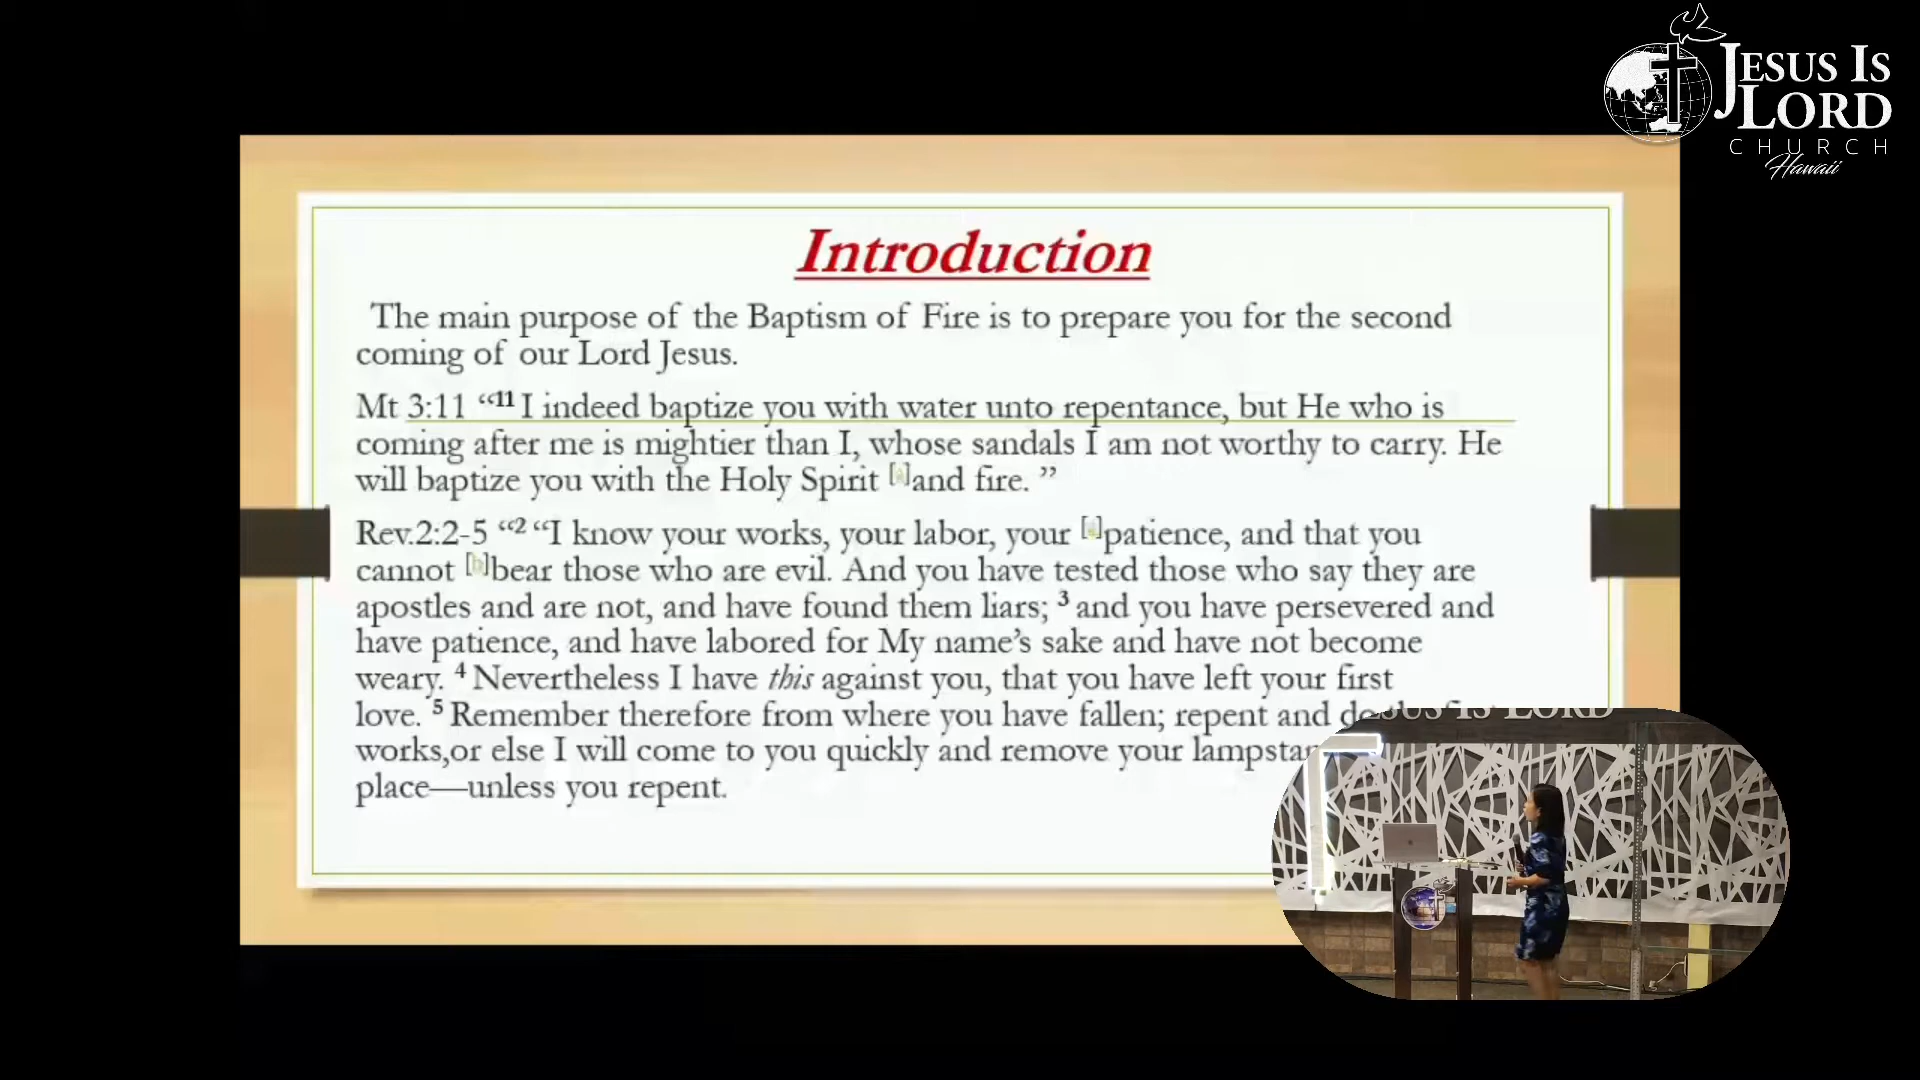 JESUS IS
LORD
CHURCH
Hawaii
Introduction
The main purpose of the Baptism of Fire is to prepare you for the second
coming of our Lord Jesus.
Mt 3:11 “11 I indeed baptize you with water unto repentance, but He who is
coming after me is mightier than I, whose sandals I am not worthy to carry. He
will baptize you with the Holy Spirit [a]and fire. ”
Rev.2:2-5 “2 “I know your works, your labor, your [a]patience, and that you
cannot [b]bear those who are evil. And you have tested those who say they are
apostles and are not, and have found them liars; 3 and you have persevered and
have patience, and have labored for My name’s sake and have not become
weary. 4 Nevertheless I have this against you, that you have left your first
love. 5 Remember therefore from where you have fallen; repent and do
works,or else I will come to you quickly and remove your
place—unless you repent.
IS LORD